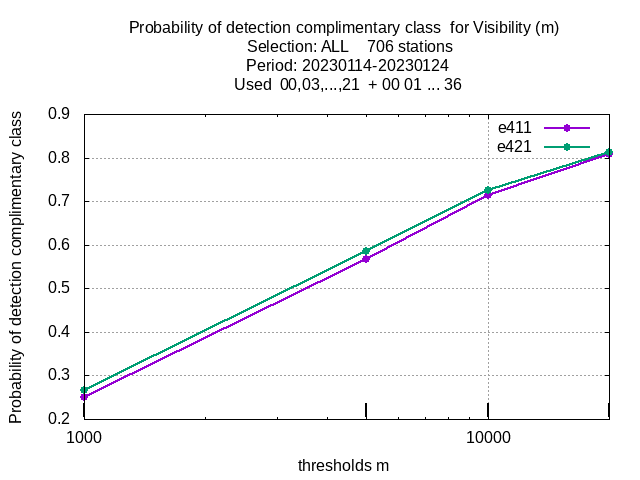 Probability of detection complimentary class  for Visibility (m)
Selection: ALL    706 stations
Period: 20230114-20230124
Used  00,03,...,21  + 00 01 ... 36
e411
e421
Probability of detection complimentary class
0.9
0.8
0.7
0.6
0.5
0.4
0.3
0.2
1000
10000
thresholds m